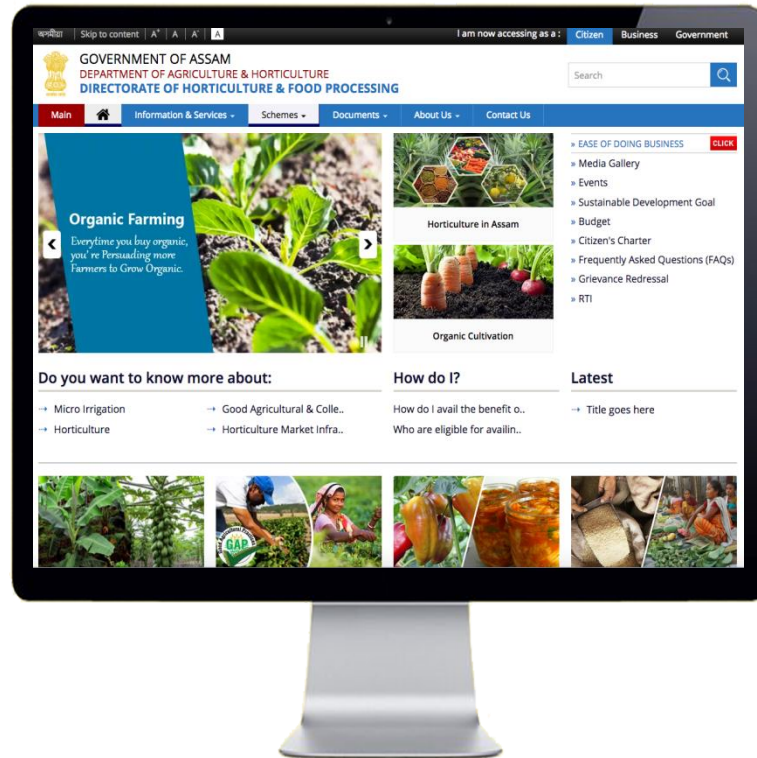 অসমীয়া Skip to content A+ A A- A I am now accessing as a : Citizen Business Government
GOVERNMENT OF ASSAM
DEPARTMENT OF AGRICULTURE & HORTICULTURE
DIRECTORATE OF HORTICULTURE & FOOD PROCESSING
Search
Main Information & Services Schemes Documents About Us Contact Us
Organic Farming
Everytime you buy organic,
you're Persuading more
Farmers to Grow Organic.
Horticulture in Assam
Organic Cultivation
» EASE OF DOING BUSINESS CLICK
» Media Gallery
» Events
» Sustainable Development Goal
» Budget
» Citizen's Charter
» Frequently Asked Questions (FAQs)
» Grievance Redressal
» RTI
Do you want to know more about:
Micro Irrigation
Good Agricultural & Colle..
Horticulture
Horticulture Market Infra..
How do I?
How do I avail the benefit o..
Who are eligible for availin..
Latest
Title goes here
GAP